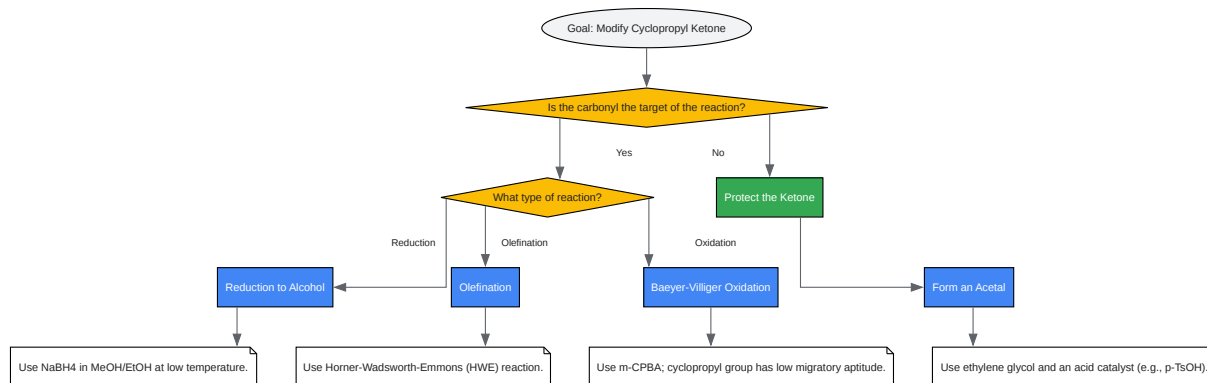 Goal: Modify Cyclopropyl Ketone
Is the carbonyl the target of the reaction?
Yes
No
What type of reaction?
Protect the Ketone
Reduction
Olefination
Oxidation
Reduction to Alcohol
Olefination
Baeyer-Villiger Oxidation
Form an Acetal
Use NaBH4 in MeOH/EtOH at low temperature.
Use Horner-Wadsworth-Emmons (HWE) reaction.
Use m-CPBA; cyclopropyl group has low migratory aptitude.
Use ethylene glycol and an acid catalyst (e.g., p-TsOH).